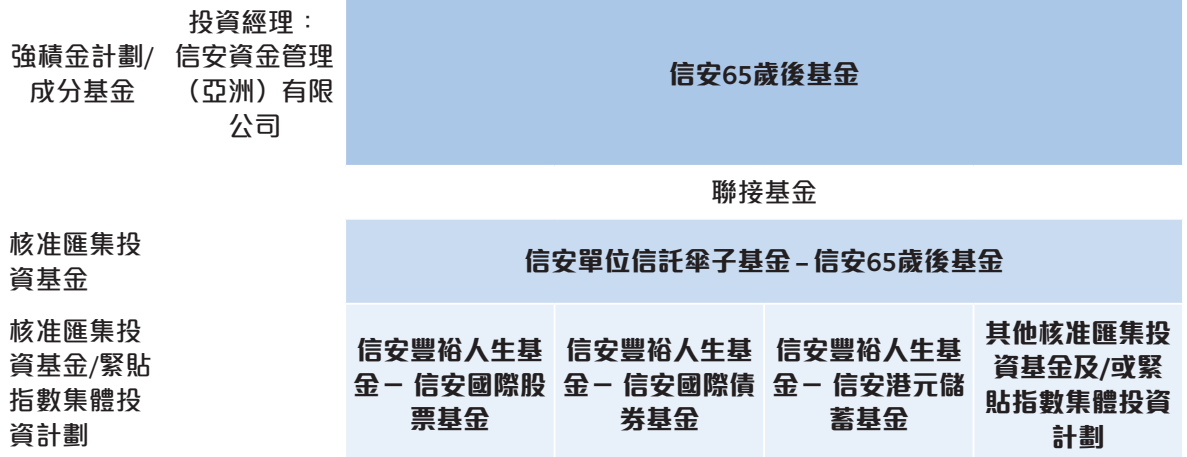 強積金計劃/
成分基金
投資經理：
信安資金管理
（亞洲）有限
公司
信安65歲後基金
聯接基金
核准匯集投
資基金
信安單位信託傘子基金 – 信安65歲後基金
核准匯集投
資基金/緊貼
指數集體投
資計劃
信安豐裕人生基
金－ 信安國際股
票基金
信安豐裕人生基
金－ 信安國際債
券基金
信安豐裕人生基
金－ 信安港元儲
蓄基金
其他核准匯集投
資基金及/或緊
貼指數集體投資
計劃